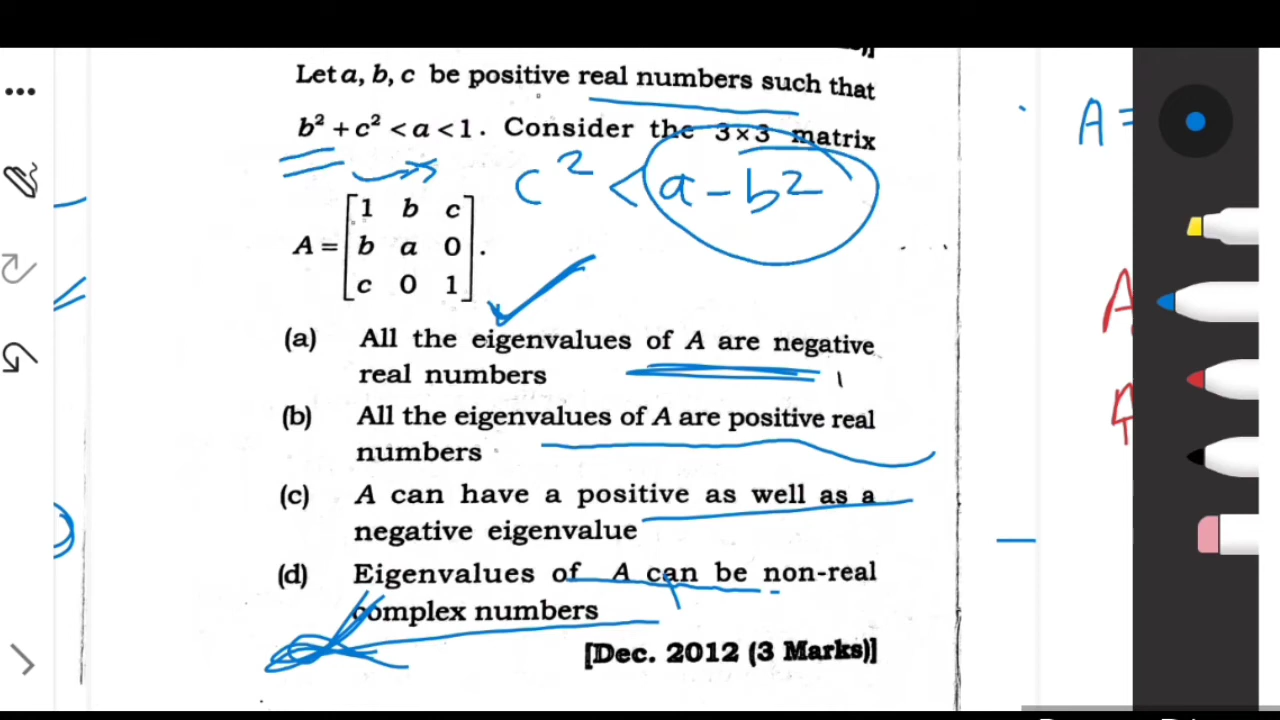 Let a, b, c be positive real numbers such that
b² + c² < a < 1. Consider the 3×3 matrix
c² < a - b²
A =
A = [1 b c
b a 0
c 0 1].
(a) All the eigenvalues of A are negative
real numbers
(b) All the eigenvalues of A are positive real
numbers
(c) A can have a positive as well as a
negative eigenvalue
(d) Eigenvalues of A can be non-real
complex numbers
[Dec. 2012 (3 Marks)]